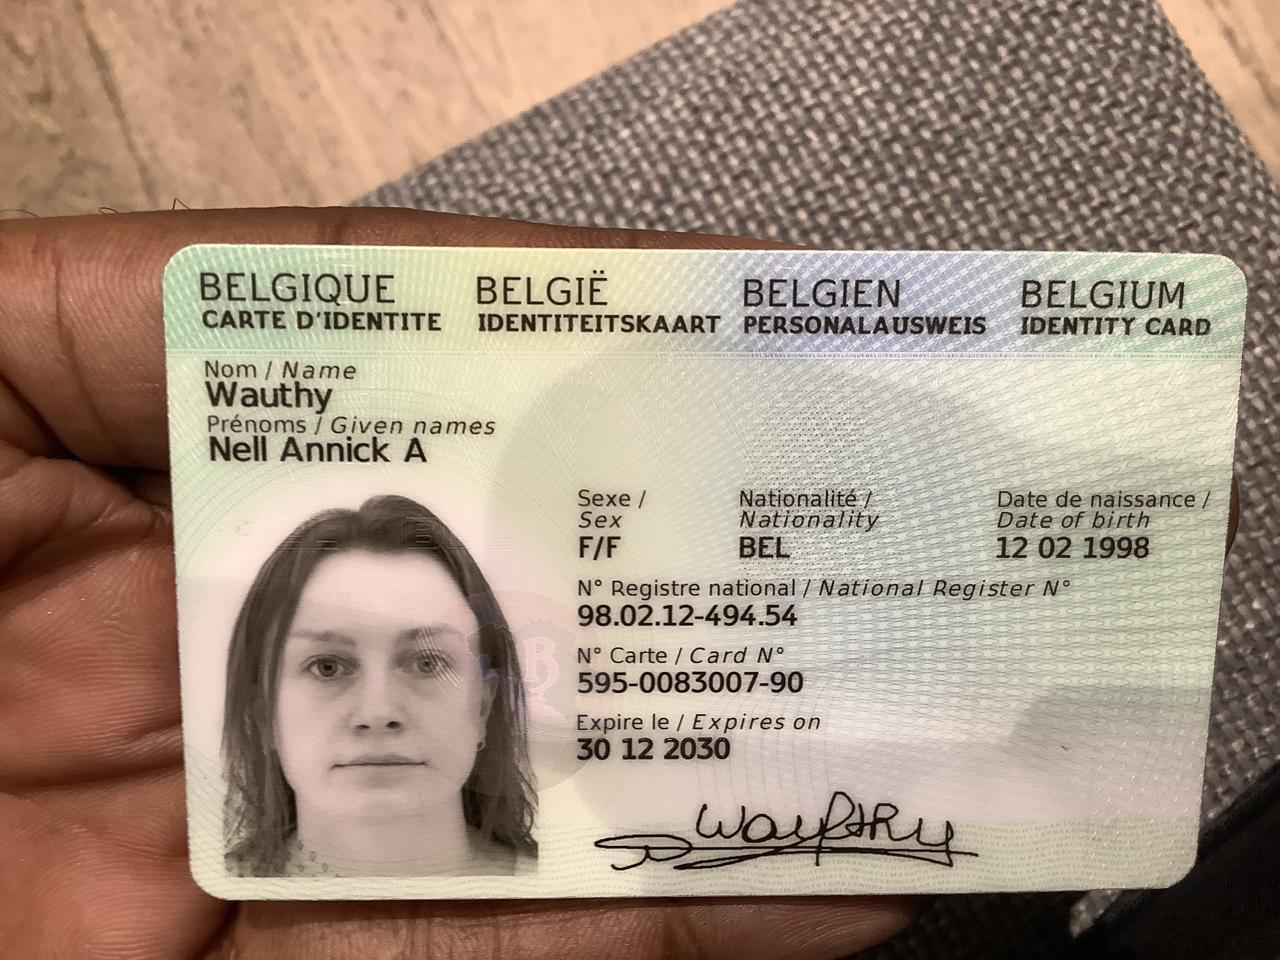 BELGIQUE BELGIË BELGIEN BELGIUM
CARTE D'IDENTITE IDENTITEITSKAART PERSONALAUSWEIS IDENTITY CARD
Nom / Name
Wauthy
Prénoms / Given names
Nell Annick A
Sexe / Nationalité / Date de naissance /
Sex Nationality Date of birth
F/F BEL 12 02 1998
N° Registre national / National Register N°
98.02.12-494.54
N° Carte / Card N°
595-0083007-90
Expire le / Expires on
30 12 2030